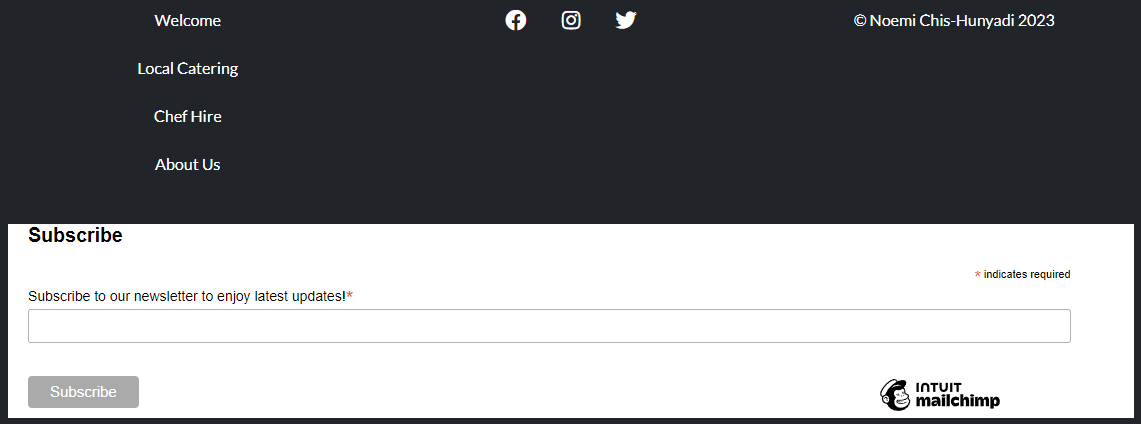 Welcome
Local Catering
Chef Hire
About Us
© Noemi Chis-Hunyadi 2023
Subscribe
* indicates required
Subscribe to our newsletter to enjoy latest updates!*
Subscribe
INTUIT
mailchimp